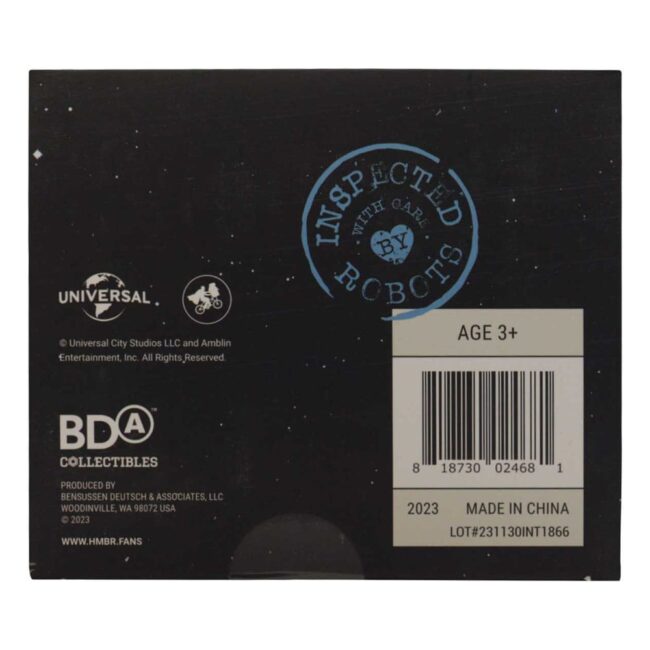 INSPECTED
WITH CARE
BY
ROBOTS
UNIVERSAL
© Universal City Studios LLC and Amblin
Entertainment, Inc. All Rights Reserved.
BDA™
COLLECTIBLES
PRODUCED BY
BENSUSSEN DEUTSCH & ASSOCIATES, LLC
WOODINVILLE, WA 98072 USA
© 2023
WWW.HMBR.FANS
AGE 3+
8 18730 02468 1
2023 MADE IN CHINA
LOT#231130INT1866